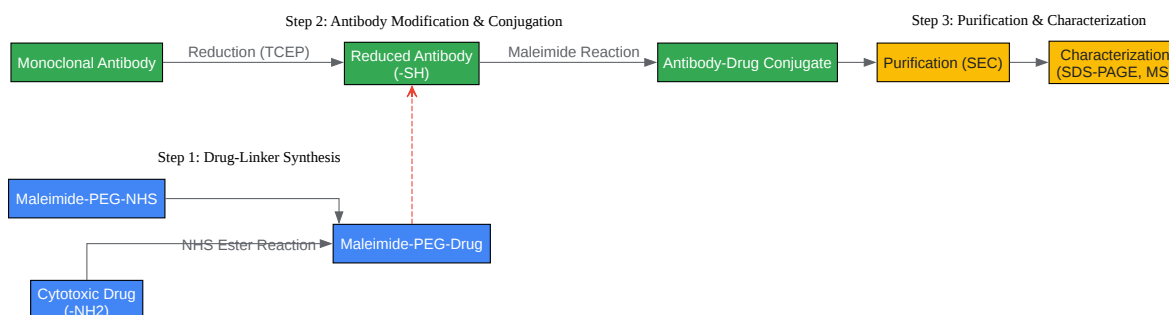 Step 2: Antibody Modification & Conjugation
Step 3: Purification & Characterization
Monoclonal Antibody
Reduction (TCEP)
Reduced Antibody
(-SH)
Maleimide Reaction
Antibody-Drug Conjugate
Purification (SEC)
Characterization
(SDS-PAGE, MS
Step 1: Drug-Linker Synthesis
Maleimide-PEG-NHS
NHS Ester Reaction
Maleimide-PEG-Drug
Cytotoxic Drug
(-NH2)